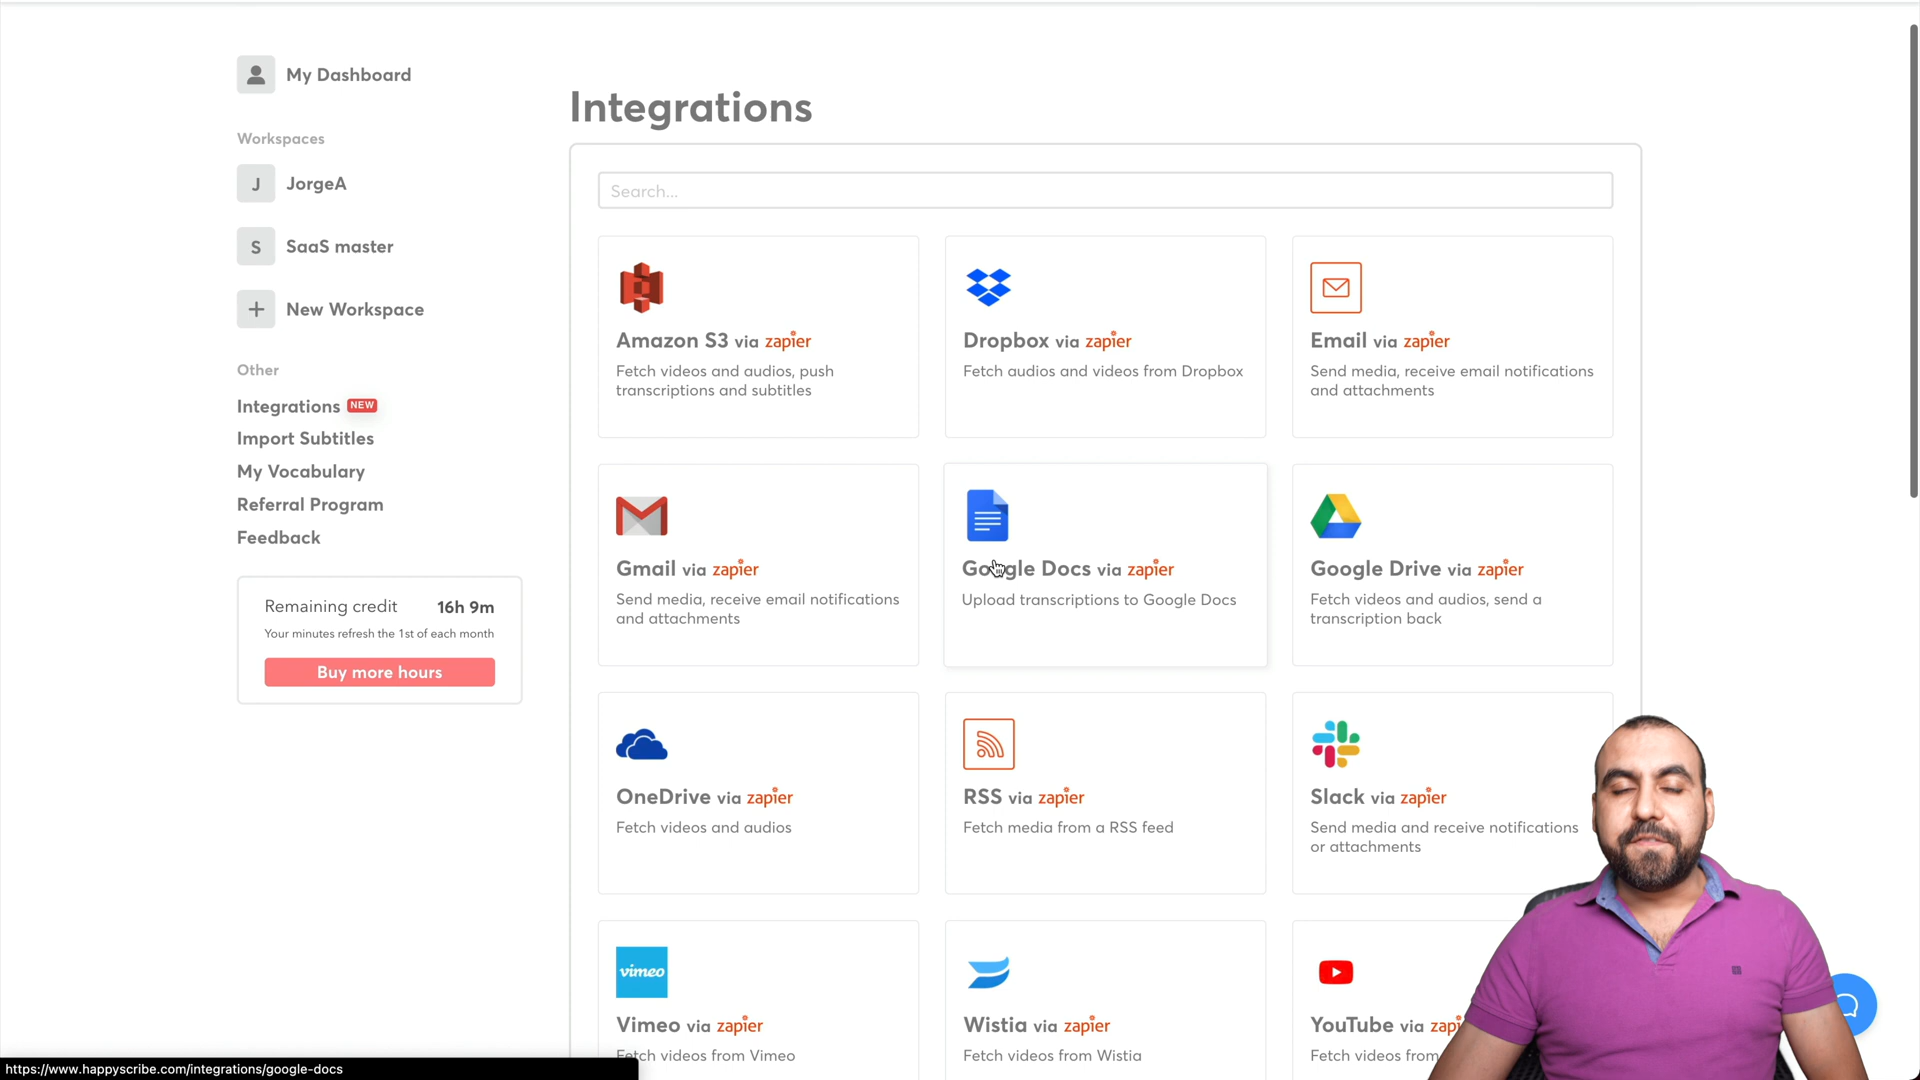 My Dashboard
Workspaces
J JorgeA
S SaaS master
+ New Workspace
Other
Integrations NEW
Import Subtitles
My Vocabulary
Referral Program
Feedback
Remaining credit 16h 9m
Your minutes refresh the 1st of each month
Buy more hours
Integrations
Search...
Amazon S3 via zapier
Fetch videos and audios, push
transcriptions and subtitles
Dropbox via zapier
Fetch audios and videos from Dropbox
Email via zapier
Send media, receive email notifications
and attachments
Gmail via zapier
Send media, receive email notifications
and attachments
Google Docs via zapier
Upload transcriptions to Google Docs
Google Drive via zapier
Fetch videos and audios, send a
transcription back
OneDrive via zapier
Fetch videos and audios
RSS via zapier
Fetch media from a RSS feed
Slack via zapier
Send media and receive notifications
or attachments
vimeo
Vimeo via zapier
Fetch videos from Vimeo
Wistia via zapier
Fetch videos from Wistia
YouTube via zapi
Fetch videos from
https://www.happyscribe.com/integrations/google-docs